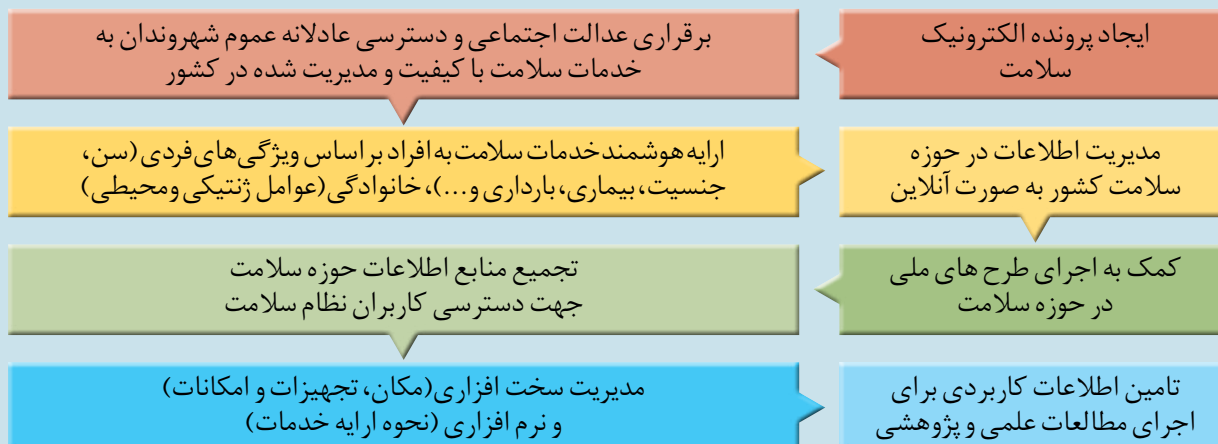 ایجاد پرونده الکترونیک
سلامت
برقراری عدالت اجتماعی و دسترسی عادلانه عموم شهروندان به
خدمات سلامت با کیفیت و مدیریت شده در کشور
ارایه هوشمند خدمات سلامت به افراد بر اساس ویژگی‌های فردی (سن،
جنسیت، بیماری، بارداری و...)، خانوادگی (عوامل ژنتیکی و محیطی)
مدیریت اطلاعات در حوزه
سلامت کشور به صورت آنلاین
کمک به اجرای طرح های ملی
در حوزه سلامت
تجمیع منابع اطلاعات حوزه سلامت
جهت دسترسی کاربران نظام سلامت
مدیریت سخت افزاری (مکان، تجهیزات و امکانات)
و نرم افزاری (نحوه ارایه خدمات)
تامین اطلاعات کاربردی برای
اجرای مطالعات علمی و پژوهشی